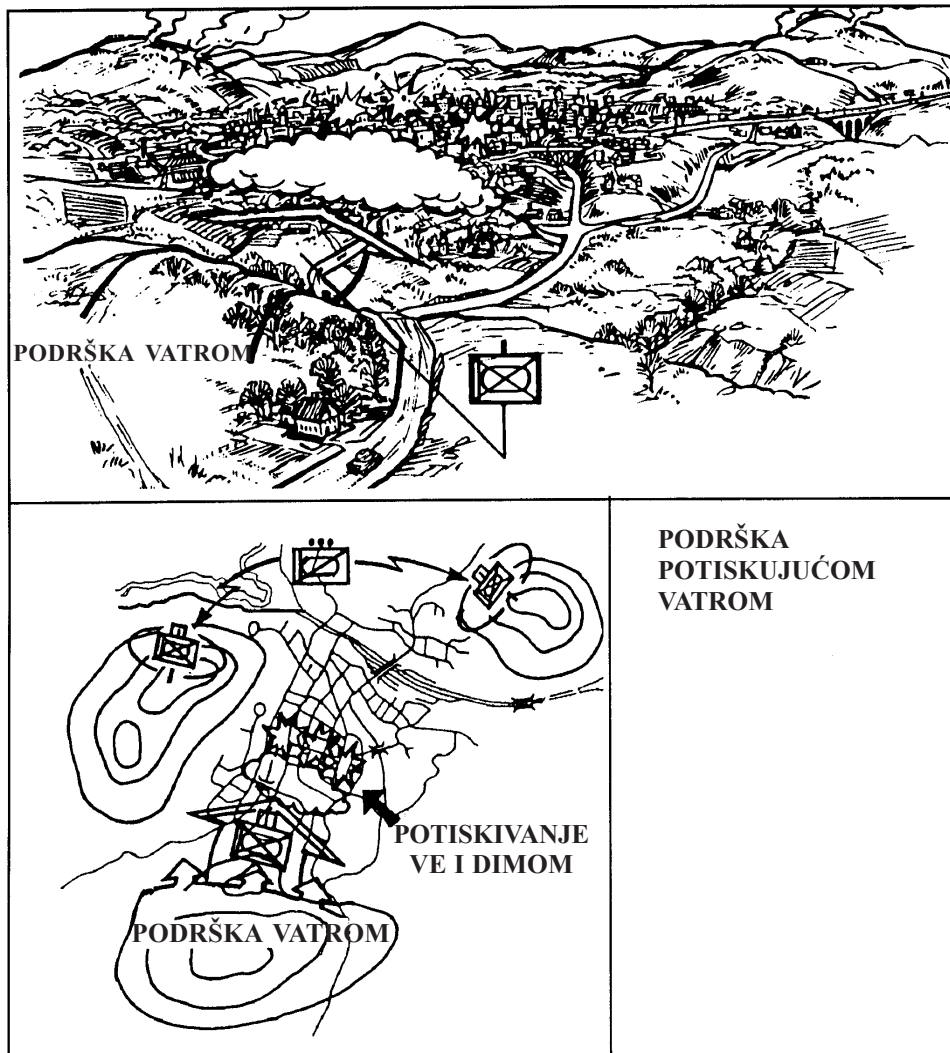 PODRŠKA VATROM
PODRŠKA
POTISKUJUĆOM
VATROM
POTISKIVANJE
VE I DIMOM
PODRŠKA VATROM